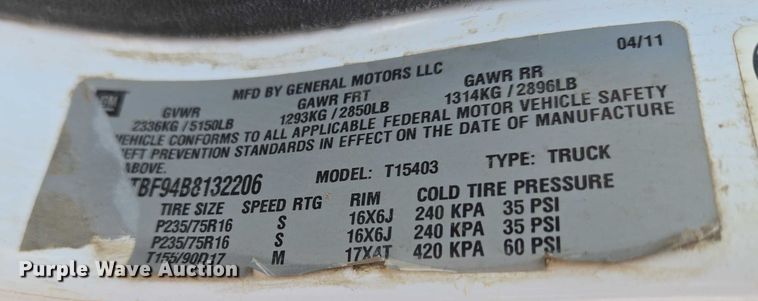 04/11
MFD BY GENERAL MOTORS LLC
GM
GVWR GAWR FRT GAWR RR
2336KG / 5150LB 1293KG / 2850LB 1314KG / 2896LB
VEHICLE CONFORMS TO ALL APPLICABLE FEDERAL MOTOR VEHICLE SAFETY
THEFT PREVENTION STANDARDS IN EFFECT ON THE DATE OF MANUFACTURE
ABOVE.
TBF94B8132206 MODEL: T15403 TYPE: TRUCK
TIRE SIZE SPEED RTG RIM COLD TIRE PRESSURE
P235/75R16 S 16X6J 240 KPA 35 PSI
P235/75R16 S 16X6J 240 KPA 35 PSI
T155/90D17 M 17X4T 420 KPA 60 PSI
Purple Wave Auction